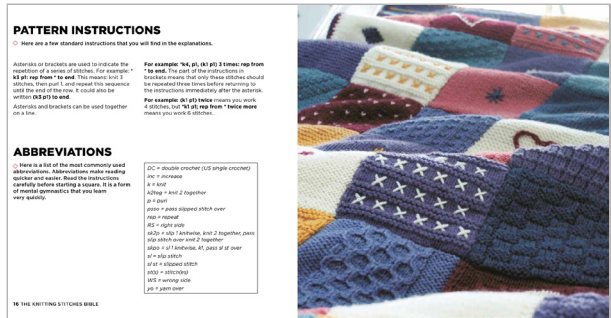 PATTERN INSTRUCTIONS
Here are a few standard instructions that you will find in the explanations.
Asterisks or brackets are used to indicate the
repetition of a series of stitches. For example: *
k3 p1: rep from * to end. This means: knit 3
stitches, then purl 1, and repeat this sequence
until the end of the row. It could also be
written (k3 p1) to end.
Asterisks and brackets can be used together
on a line.
For example: *k4, p1, (k1 p1) 3 times: rep from
* to end. The part of the instructions in
brackets means that only these stitches should
be repeated three times before returning to
the instructions immediately after the asterisk.
For example: (k1 p1) twice means you work
4 stitches, but *k1 p1; rep from * twice more
means you work 6 stitches.
ABBREVIATIONS
Here is a list of the most commonly used
abbreviations. Abbreviations make reading
quicker and easier. Read the instructions
carefully before starting a square. It is a form
of mental gymnastics that you learn
very quickly.
DC = double crochet (US single crochet)
inc = increase
k = knit
k2tog = knit 2 together
p = purl
psso = pass slipped stitch over
rep = repeat
RS = right side
sk2p = slip 1 knitwise, knit 2 together, pass
slip stitch over knit 2 together
skpo = sl 1 knitwise, k1, pass sl st over
sl = slip stitch
sl st = slipped stitch
st(s) = stitch(es)
WS = wrong side
yo = yarn over
16 THE KNITTING STITCHES BIBLE